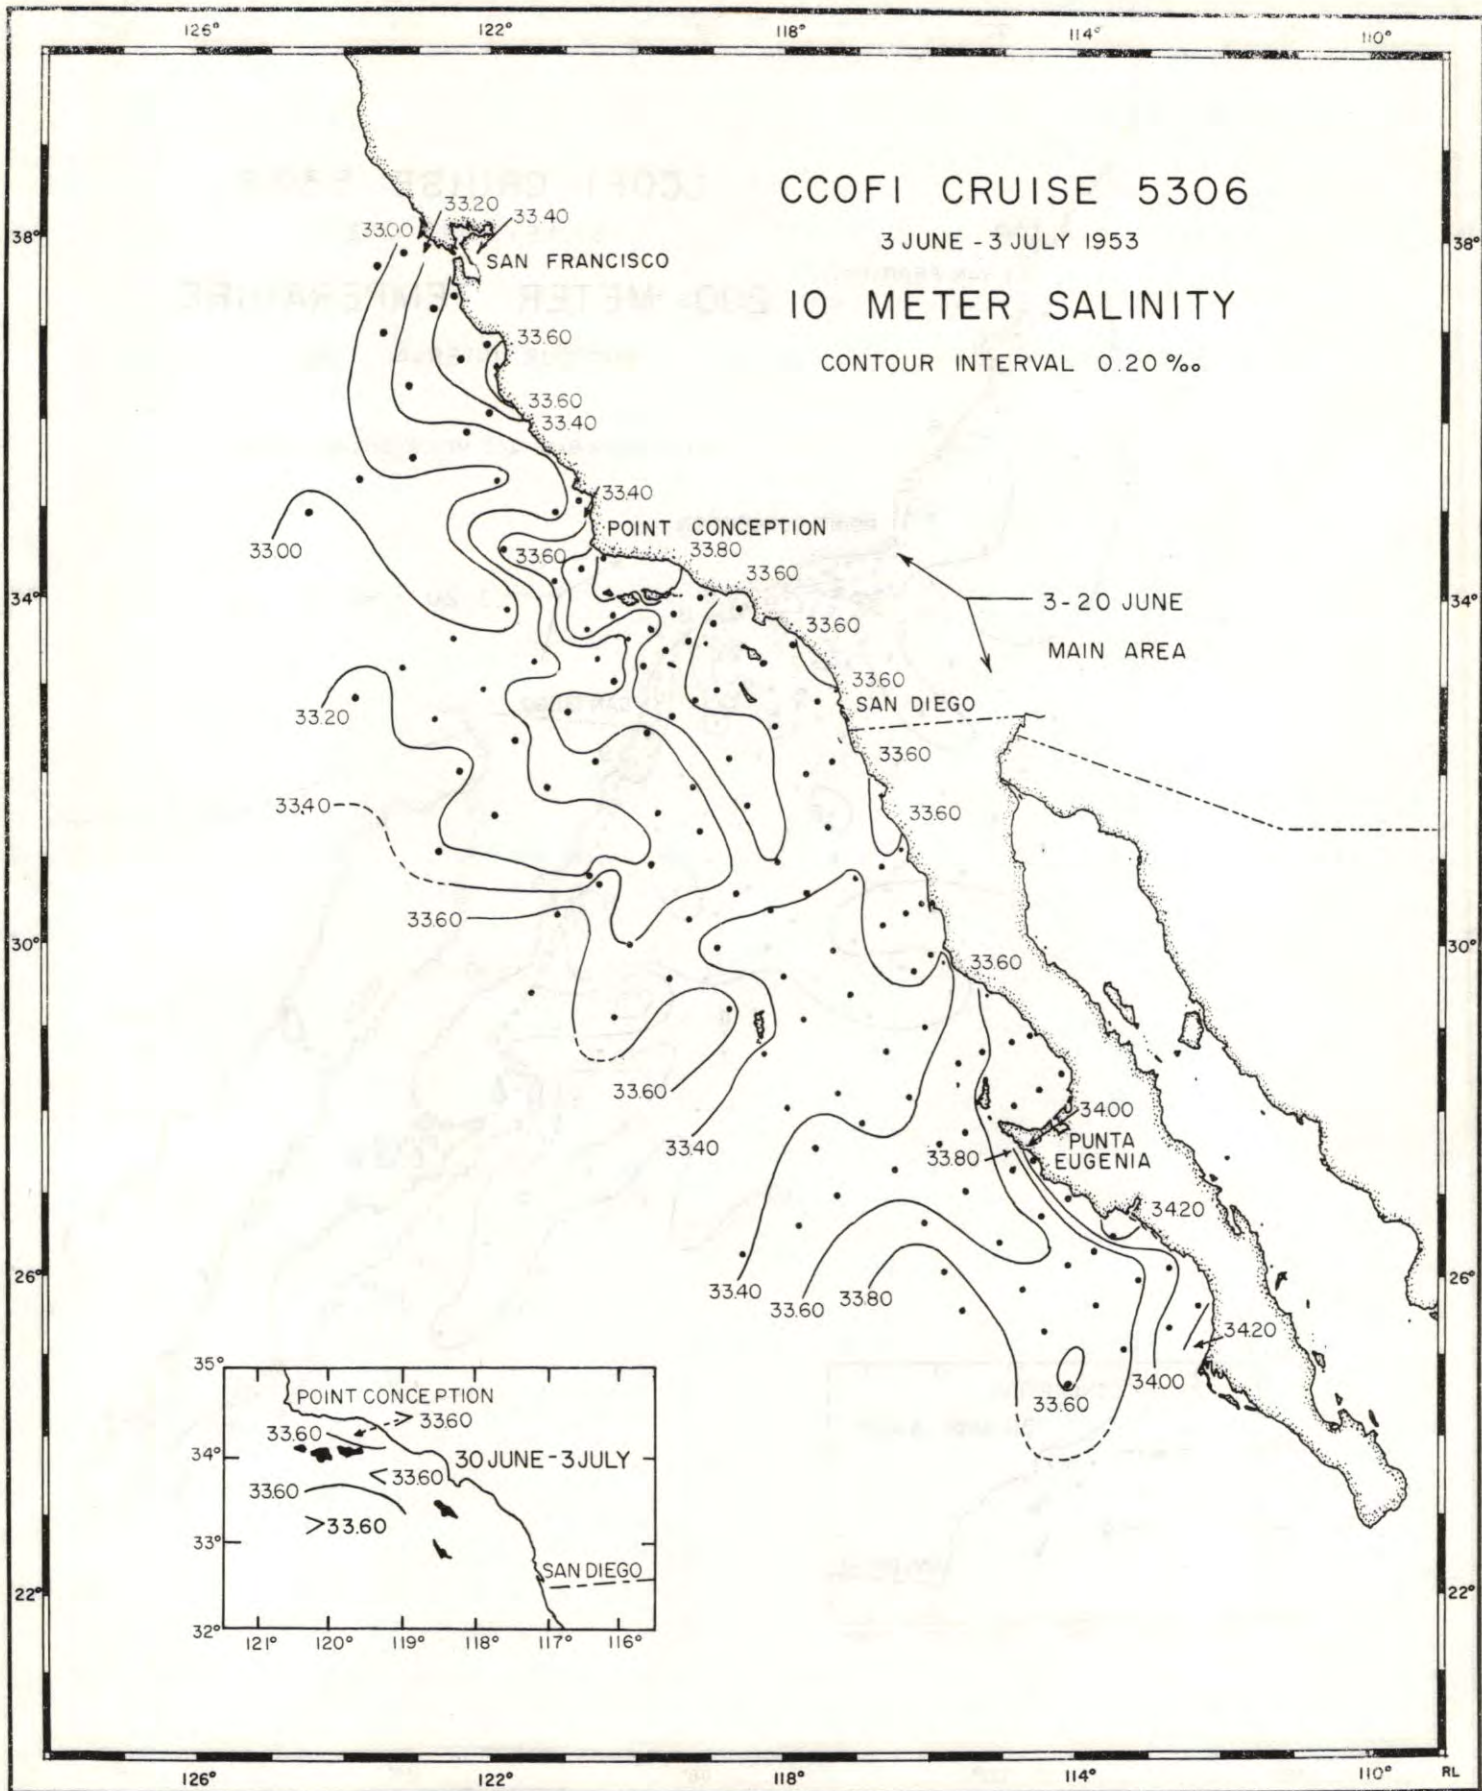 126° 122° 118° 114° 110°
CCOFI CRUISE 5306
3 JUNE - 3 JULY 1953
10 METER SALINITY
CONTOUR INTERVAL 0.20 ‰
33.20
33.00
33.40
38°
38°
SAN FRANCISCO
33.60
33.60
33.40
33.40
POINT CONCEPTION
33.00
33.60
33.80
33.60
34°
34°
3-20 JUNE
MAIN AREA
33.60
33.60
SAN DIEGO
33.20
33.60
33.40
33.60
33.60
30°
30°
33.60
33.60
33.40
34.00
PUNTA
EUGENIA
33.80
34.20
26°
26°
33.40
33.60
33.80
34.20
34.00
33.60
35°
POINT CONCEPTION
>33.60
33.60
34°
30 JUNE - 3 JULY
<33.60
33.60
>33.60
33°
SAN DIEGO
32°
121° 120° 119° 118° 117° 116°
22°
22°
126° 122° 118° 114° 110° RL